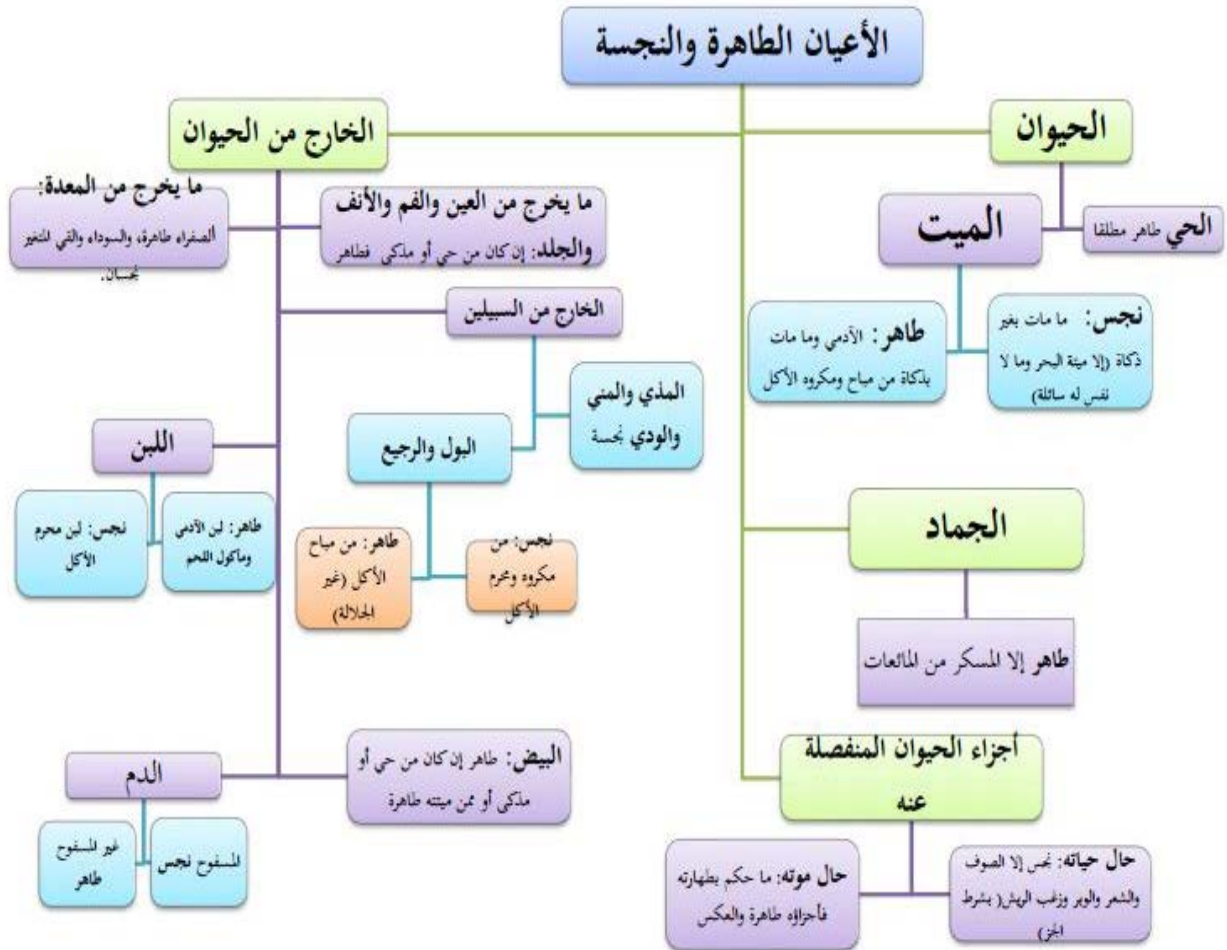 الأعيان الطاهرة والنجسة
الحيوان
الحي طاهر مطلقا
الميت
نجس: ما مات بغير
ذكاة (إلا ميتة البحر وما لا
نفس له سائلة)
طاهر: الآدمي وما مات
بذكاة من مباح ومكروه الأكل
الجماد
طاهر إلا المسكر من المائعات
أجزاء الحيوان المنفصلة
عنه
حال حياته: نجس إلا الصوف
والشعر والوبر وزغب الريش( بشرط
الجز)
حال موته: ما حكم بطهارته
فأجزاؤه طاهرة والعكس
الخارج من الحيوان
ما يخرج من العين والفم والأنف
والجلد: إن كان من حي أو مذكى فطاهر
ما يخرج من المعدة:
الصفراء طاهرة، والسوداء والقي المتغير
نجسان.
الخارج من السبيلين
المذي والمني
والودي نجسة
البول والرجيع
نجس: من
مكروه ومحرم
الأكل
طاهر: من مباح
الأكل (غير
الجلالة)
اللبن
طاهر: لبن الآدمي
ومأكول اللحم
نجس: لبن محرم
الأكل
البيض: طاهر إن كان من حي أو
مذكى أو ممن ميتته طاهرة
الدم
المسفوح نجس
غير المسفوح
طاهر